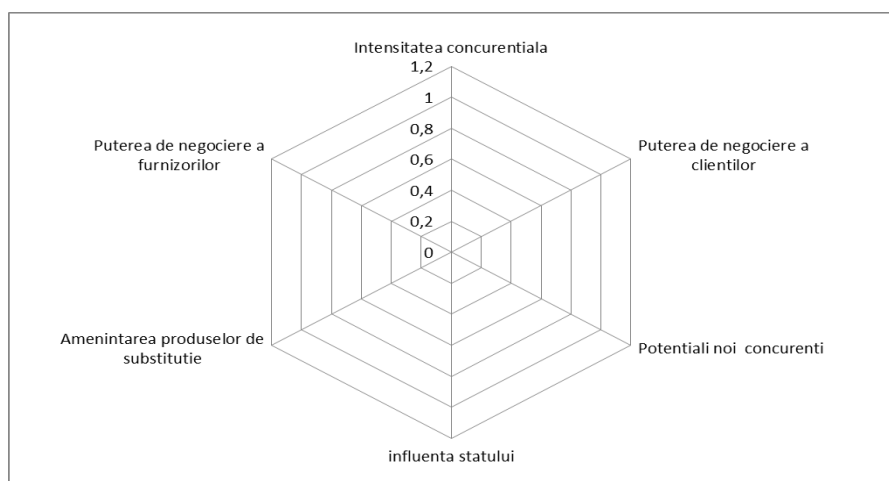 Intensitatea concurentiala
1,2
1
0,8
0,6
0,4
0,2
0
Puterea de negociere a
clientilor
Potentiali noi concurenti
influenta statului
Amenintarea produselor de
substitutie
Puterea de negociere a
furnizorilor